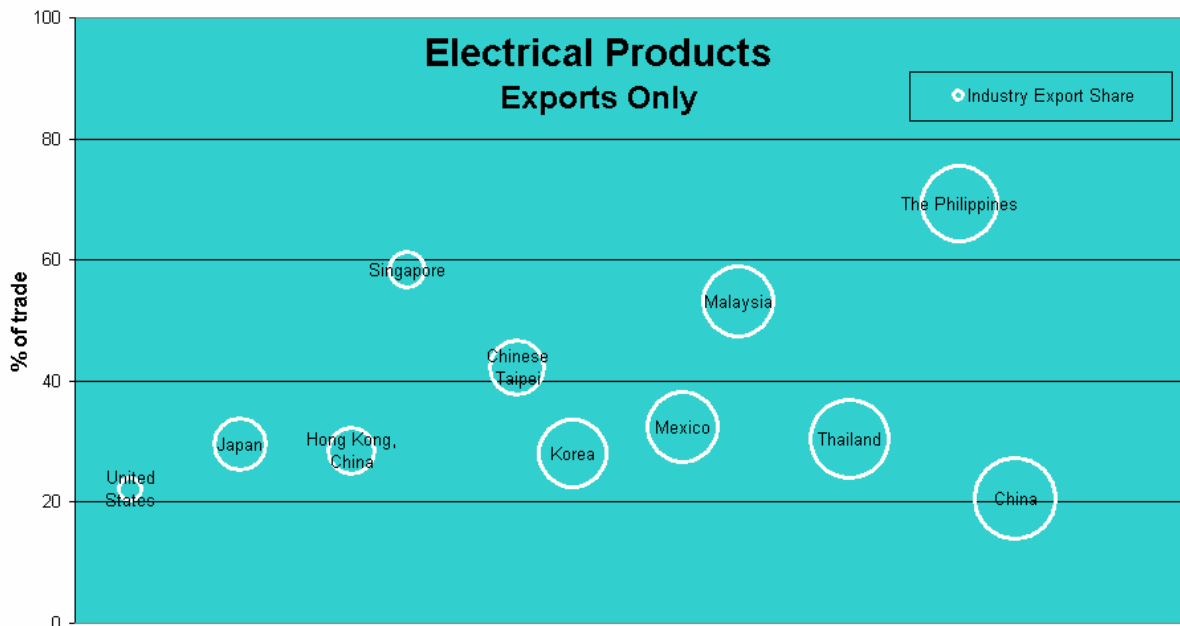 100
Electrical Products
Exports Only
Industry Export Share
80
The Philippines
60
Singapore
Malaysia
% of trade
Chinese
Taipei
40
Mexico
Thailand
Japan
Hong Kong,
China
Korea
United
States
20
China
0